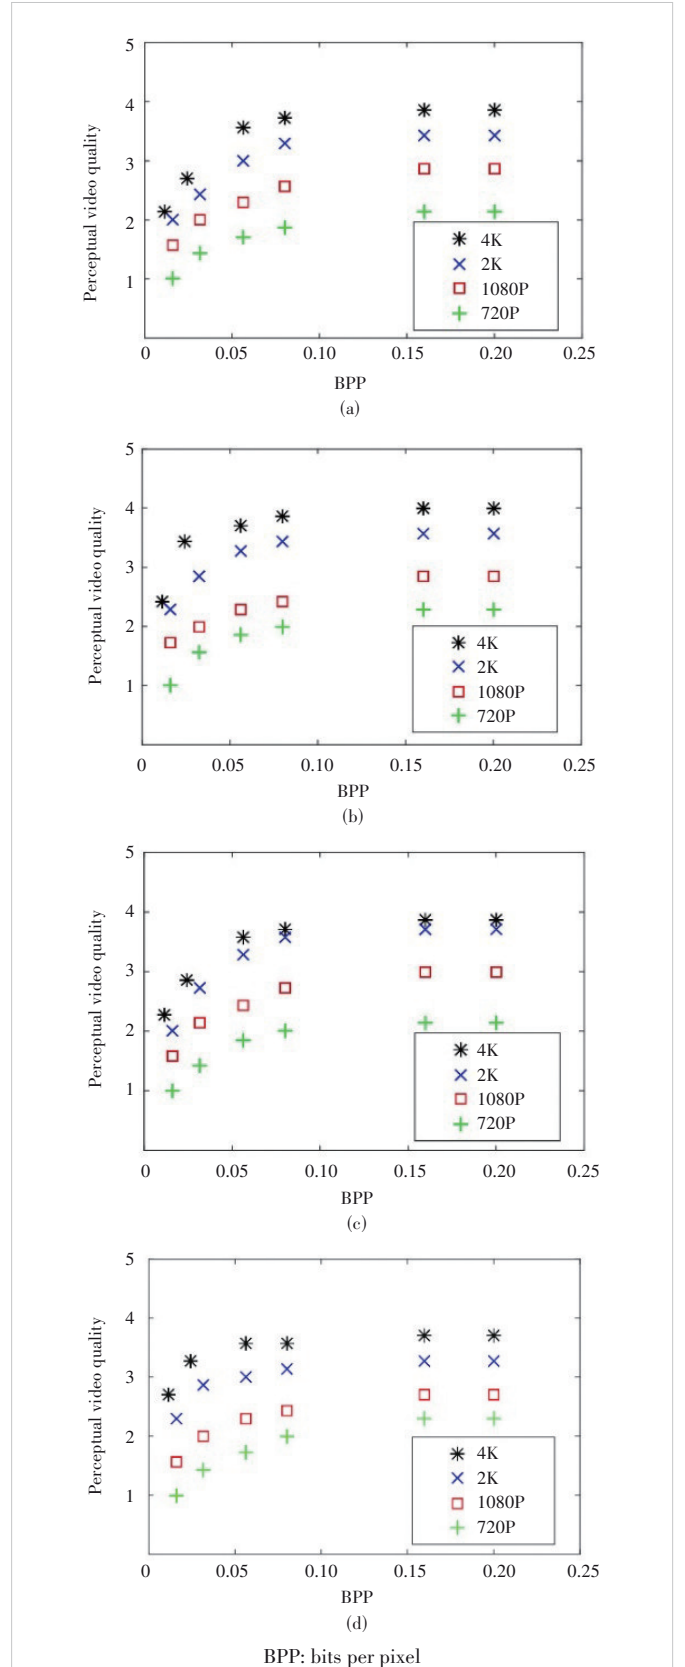 5
4
3
2
1
Perceptual video quality
4K
2K
1080P
720P
0 0.05 0.10 0.15 0.20 0.25
BPP
(a)
5
4
3
2
1
Perceptual video quality
4K
2K
1080P
720P
0 0.05 0.10 0.15 0.20 0.25
BPP
(b)
5
4
3
2
1
Perceptual video quality
4K
2K
1080P
720P
0 0.05 0.10 0.15 0.20 0.25
BPP
(c)
5
4
3
2
1
Perceptual video quality
4K
2K
1080P
720P
0 0.05 0.10 0.15 0.20 0.25
BPP
(d)
BPP: bits per pixel